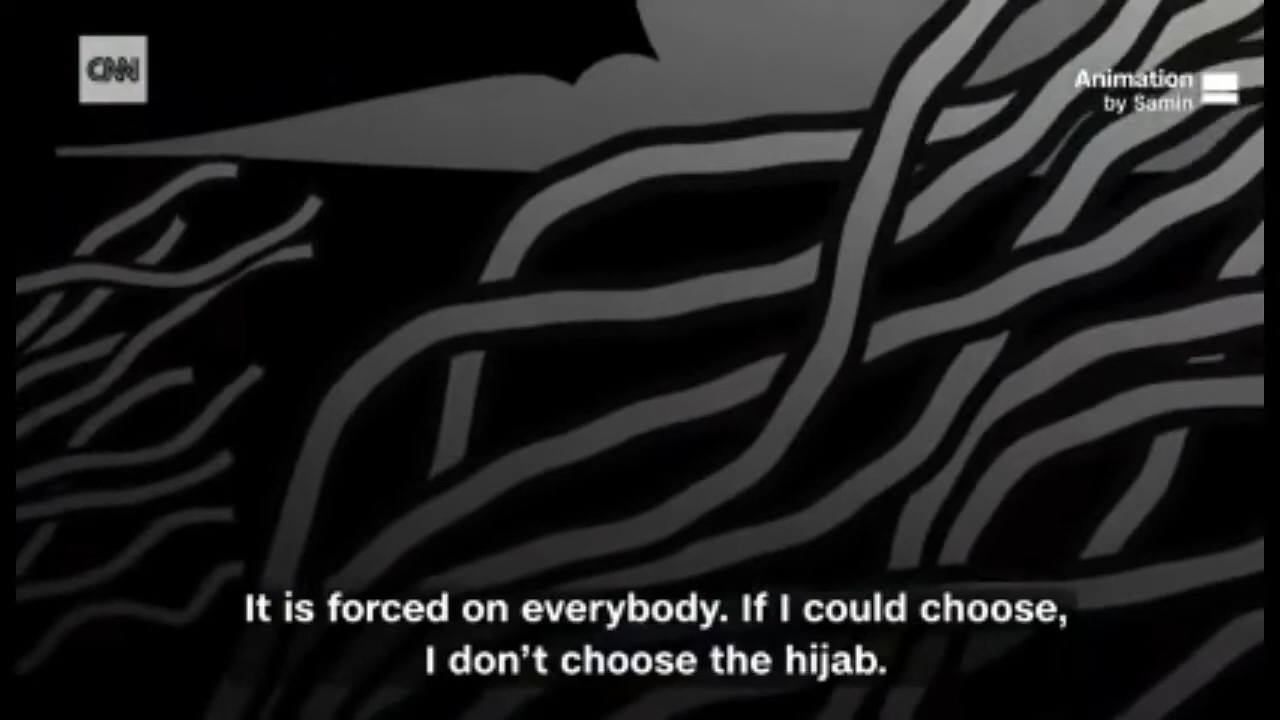 CNN
Animation
by Samin
It is forced on everybody. If I could choose,
I don't choose the hijab.